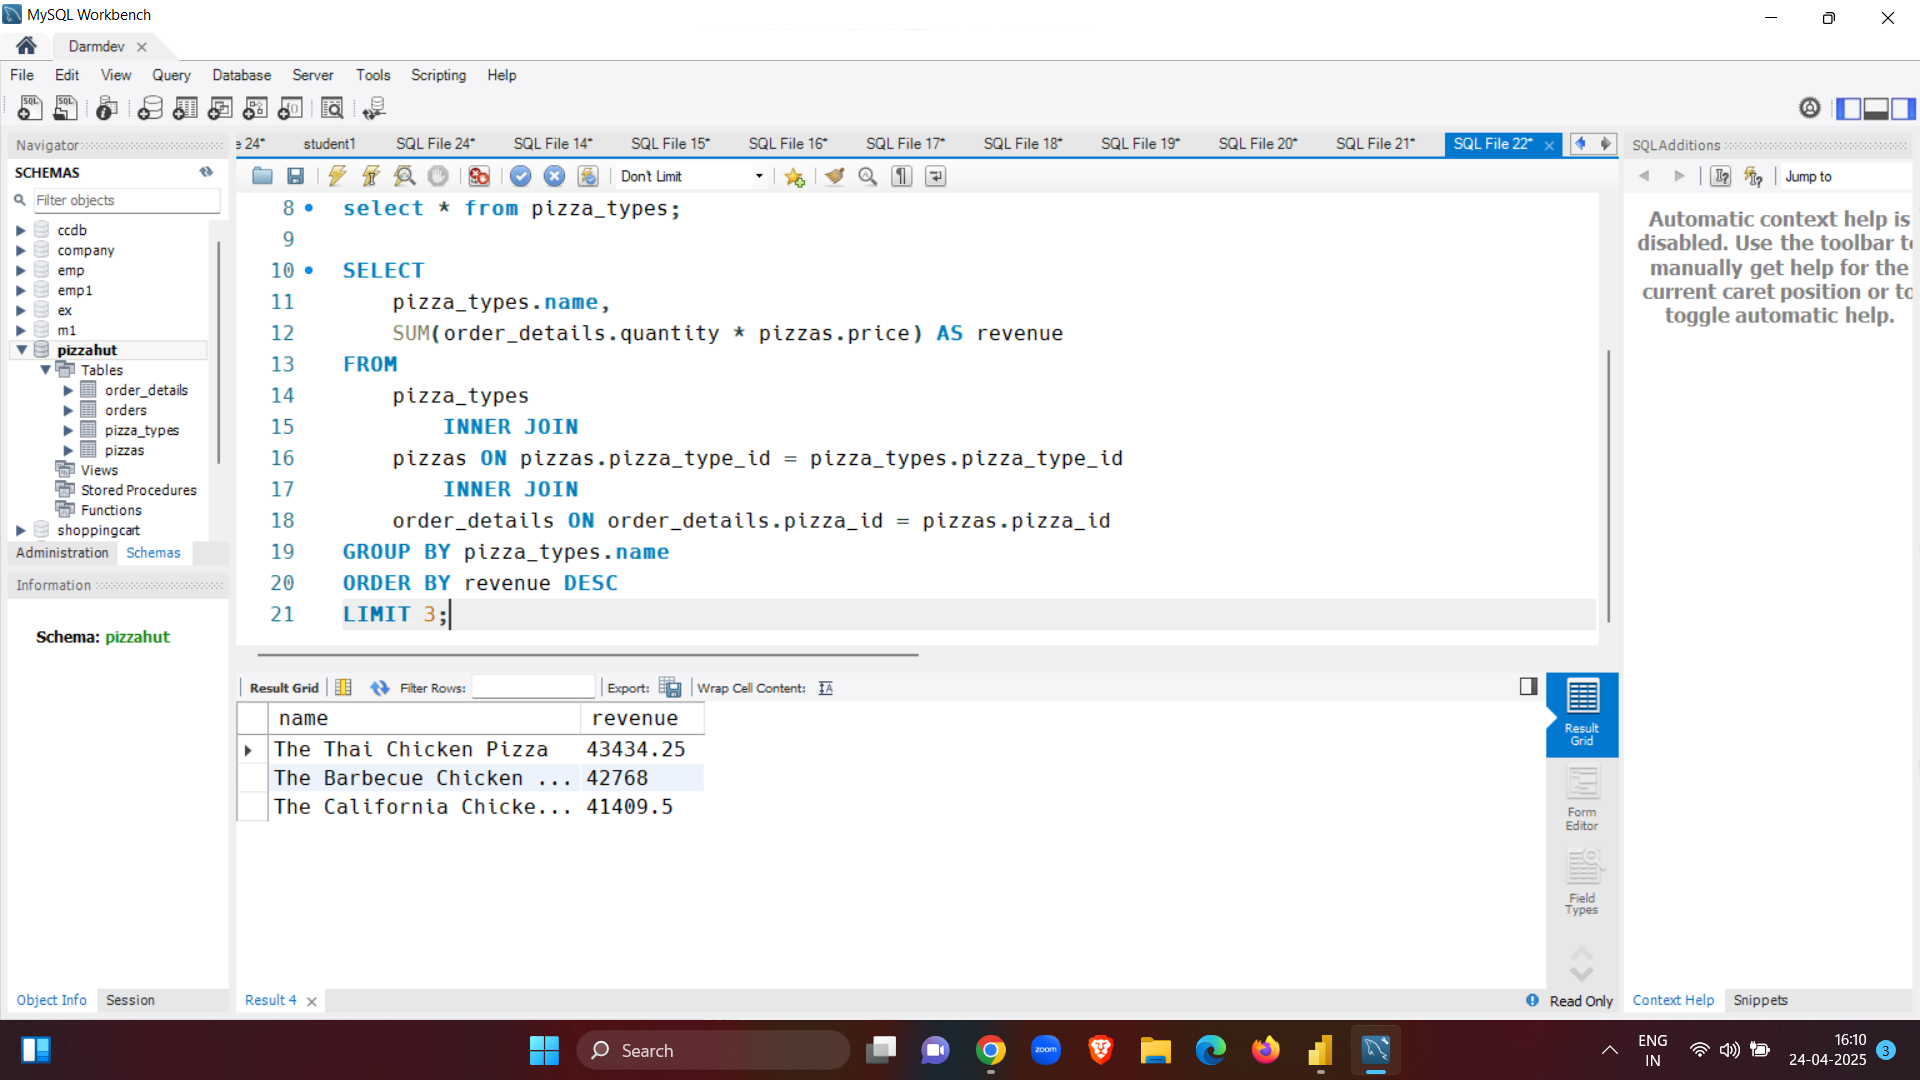 MySQL Workbench
Darmdev
File Edit View Query Database Server Tools Scripting Help
Navigator
SCHEMAS
Filter objects
ccdb
company
emp
emp1
ex
m1
pizzahut
Tables
order_details
orders
pizza_types
pizzas
Views
Stored Procedures
Functions
shoppingcart
Administration Schemas
Information
Schema: pizzahut
Object Info Session
e 24* student1 SQL File 24* SQL File 14* SQL File 15* SQL File 16* SQL File 17* SQL File 18* SQL File 19* SQL File 20* SQL File 21* SQL File 22*
Don't Limit
8 select * from pizza_types;
9
10 SELECT
11 pizza_types.name,
12 SUM(order_details.quantity * pizzas.price) AS revenue
13 FROM
14 pizza_types
15 INNER JOIN
16 pizzas ON pizzas.pizza_type_id = pizza_types.pizza_type_id
17 INNER JOIN
18 order_details ON order_details.pizza_id = pizzas.pizza_id
19 GROUP BY pizza_types.name
20 ORDER BY revenue DESC
21 LIMIT 3;
Result Grid Filter Rows: Export: Wrap Cell Content:
name revenue
The Thai Chicken Pizza 43434.25
The Barbecue Chicken ... 42768
The California Chicke... 41409.5
Result
Grid
Form
Editor
Field
Types
Result 4
Read Only
SQLAdditions
Jump to
Automatic context help is
disabled. Use the toolbar to
manually get help for the
current caret position or to
toggle automatic help.
Context Help Snippets
Search
zoom
ENG
IN
16:10
24-04-2025
3